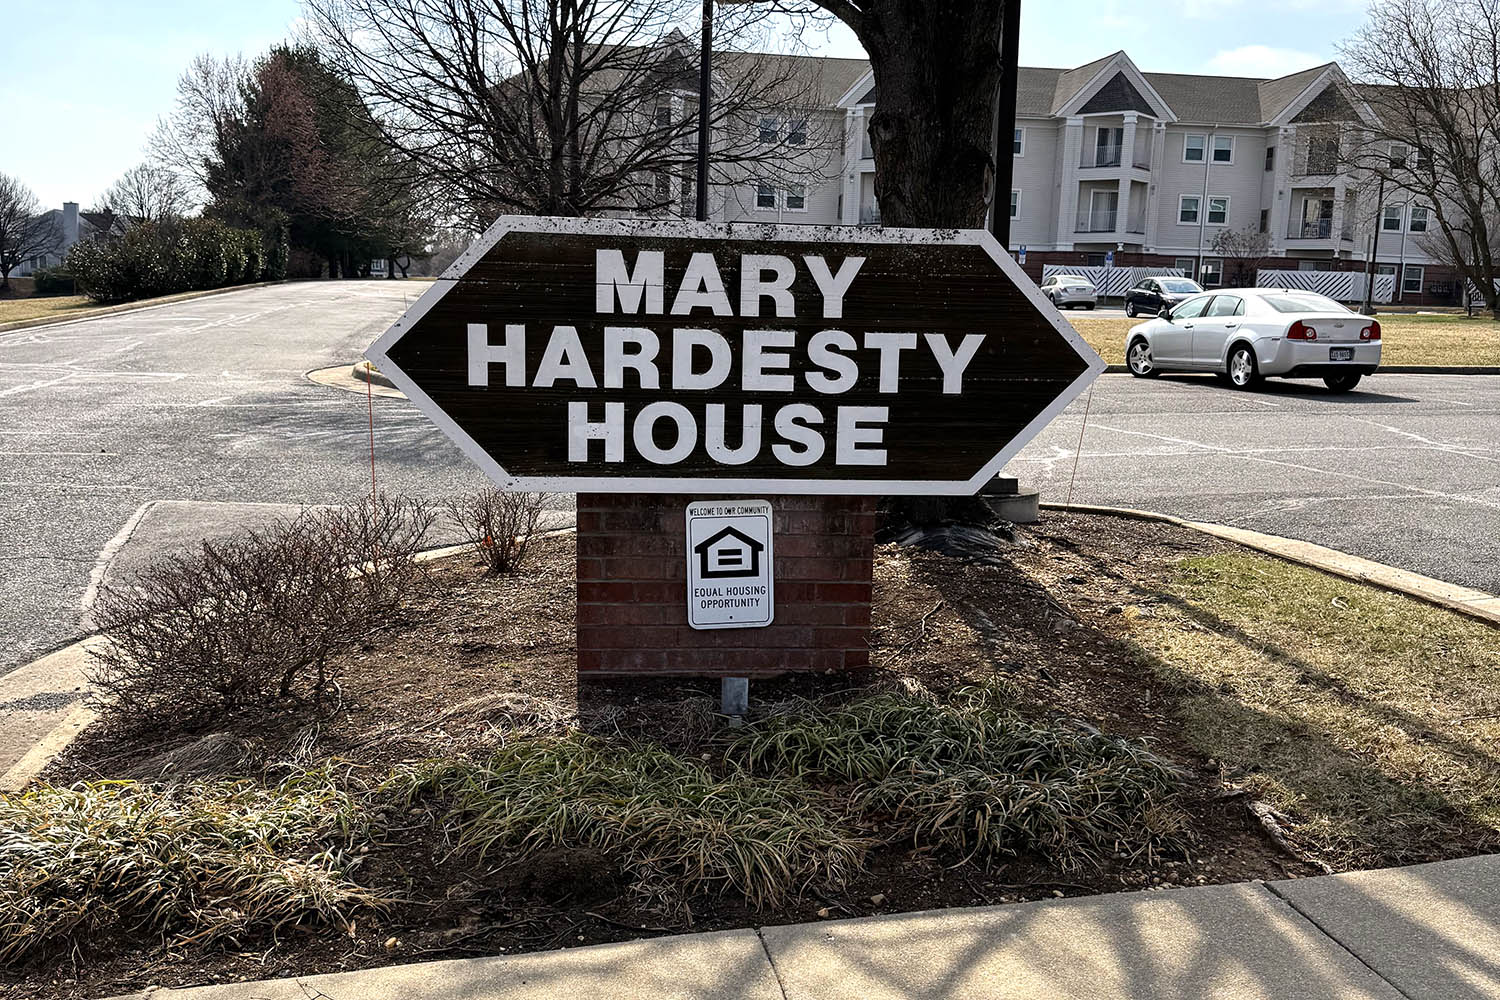 MARY
HARDESTY
HOUSE
WELCOME TO OUR COMMUNITY
EQUAL HOUSING
OPPORTUNITY